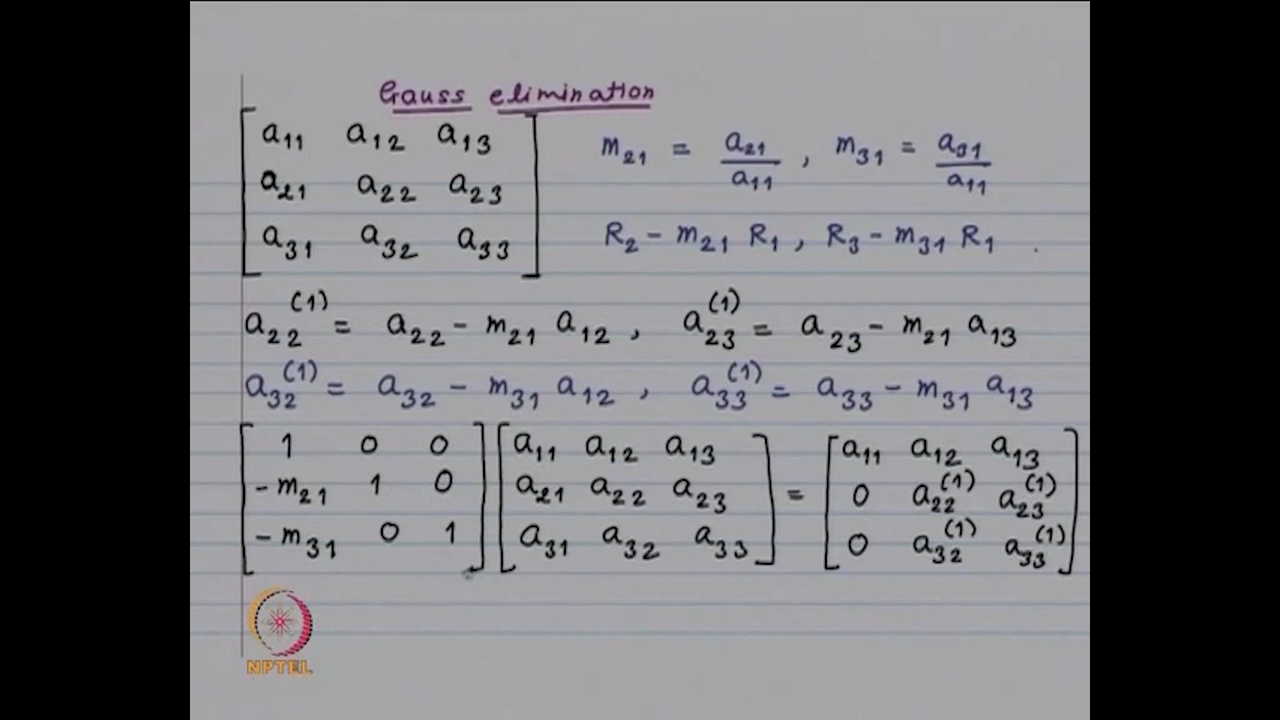 Gauss elimination
[ a11 a12 a13 ] m21 = a21/a11 , m31 = a31/a11
[ a21 a22 a23 ]
[ a31 a32 a33 ] R2 - m21 R1 , R3 - m31 R1 .
a22^(1) = a22 - m21 a12 , a23^(1) = a23 - m21 a13
a32^(1) = a32 - m31 a12 , a33^(1) = a33 - m31 a13
[ 1 0 0 ] [ a11 a12 a13 ] [ a11 a12 a13 ]
[ -m21 1 0 ] [ a21 a22 a23 ] = [ 0 a22^(1) a23^(1) ]
[ -m31 0 1 ] [ a31 a32 a33 ] [ 0 a32^(1) a33^(1) ]
NPTEL